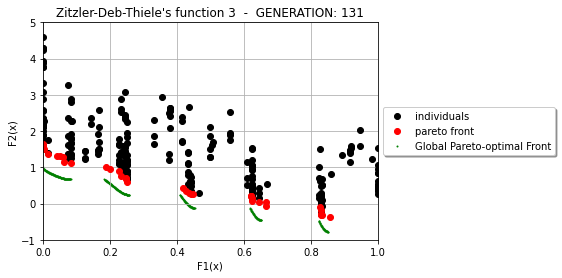 Zitzler-Deb-Thiele's function 3  -  GENERATION: 131
5
4
3
2
1
0
−1
F2(x)
0.0 0.2 0.4 0.6 0.8 1.0
F1(x)
individuals
pareto front
Global Pareto-optimal Front